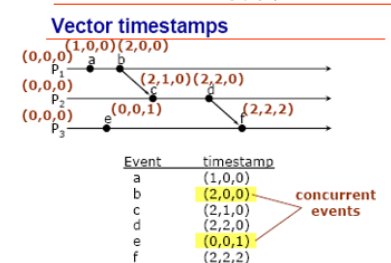 Vector timestamps
(1,0,0)(2,0,0)
(0,0,0) a b
P1
(0,0,0) (2,1,0)(2,2,0)
P2 c d
(0,0,0) (0,0,1) (2,2,2)
P3 e f
Event timestamp
a (1,0,0)
b (2,0,0) concurrent
c (2,1,0) events
d (2,2,0)
e (0,0,1)
f (2,2,2)